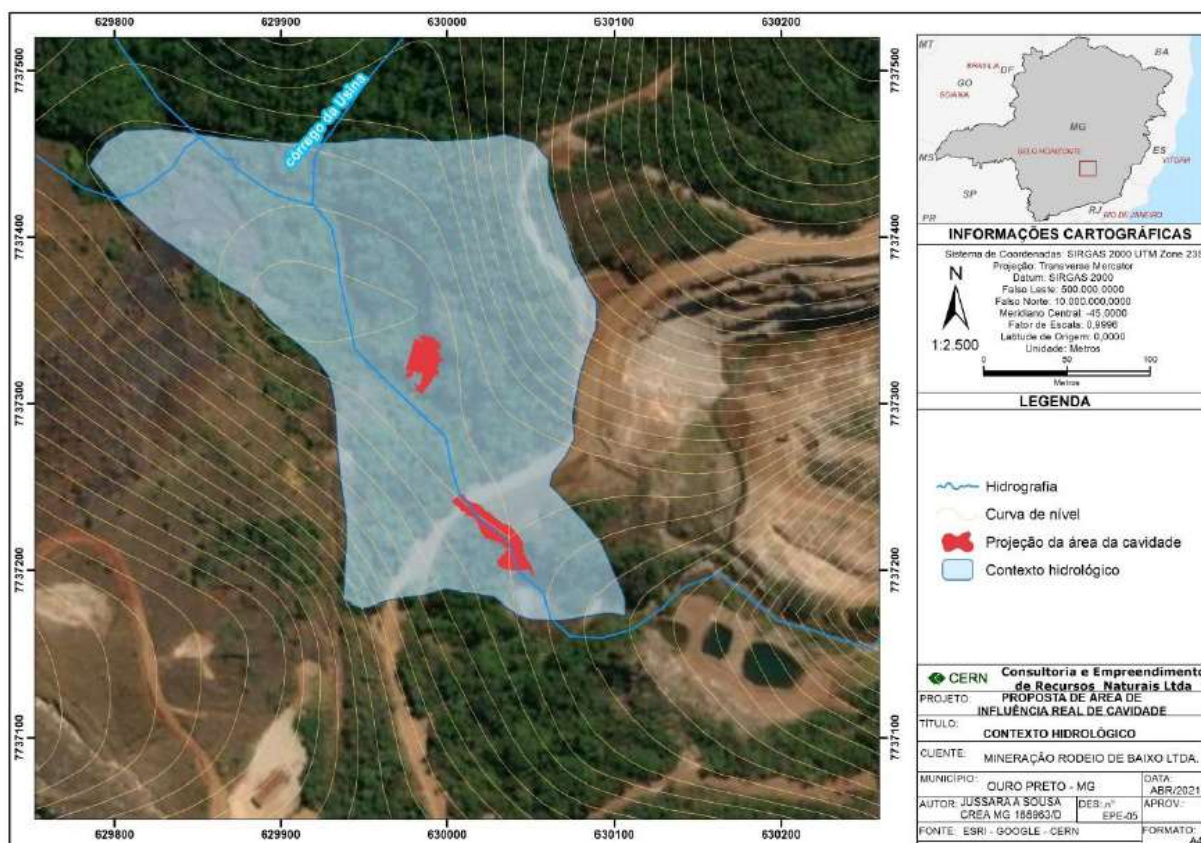 629800 629900 630000 630100 630200
7737500
7737400
7737300
7737200
7737100
córrego da Usina
7737500
7737400
7737300
7737200
7737100
629800 629900 630000 630100 630200
MT
BA
BRASÍLIA
DF
GO
GOIANIA
MG
BELO HORIZONTE
MS
ES
VITÓRIA
SP
RJ
RIO DE JANEIRO
PR
INFORMAÇÕES CARTOGRÁFICAS
Sistema de Coordenadas: SIRGAS 2000 UTM Zone 23S
Projeção: Transverse Mercator
Datum: SIRGAS 2000
Falso Leste: 500.000,0000
Falso Norte: 10.000.000,0000
Meridiano Central: -45,0000
Fator de Escala: 0,9996
Latitude de Origem: 0,0000
Unidade: Metros
N
1:2.500
0 50 100
Metros
LEGENDA
Hidrografia
Curva de nível
Projeção da área da cavidade
Contexto hidrológico
CERN
Consultoria e Empreendimento
de Recursos Naturais Ltda
PROJETO: PROPOSTA DE ÁREA DE
INFLUÊNCIA REAL DE CAVIDADE
TÍTULO:
CONTEXTO HIDROLÓGICO
CLIENTE: MINERAÇÃO RODEIO DE BAIXO LTDA.
MUNICÍPIO: OURO PRETO - MG
DATA: ABR/2021
AUTOR: JUSSARA A SOUSA
CREA MG 188963/D
DES: nº
EPE-05
APROV.:
FONTE: ESRI - GOOGLE - CERN
FORMATO:
A4